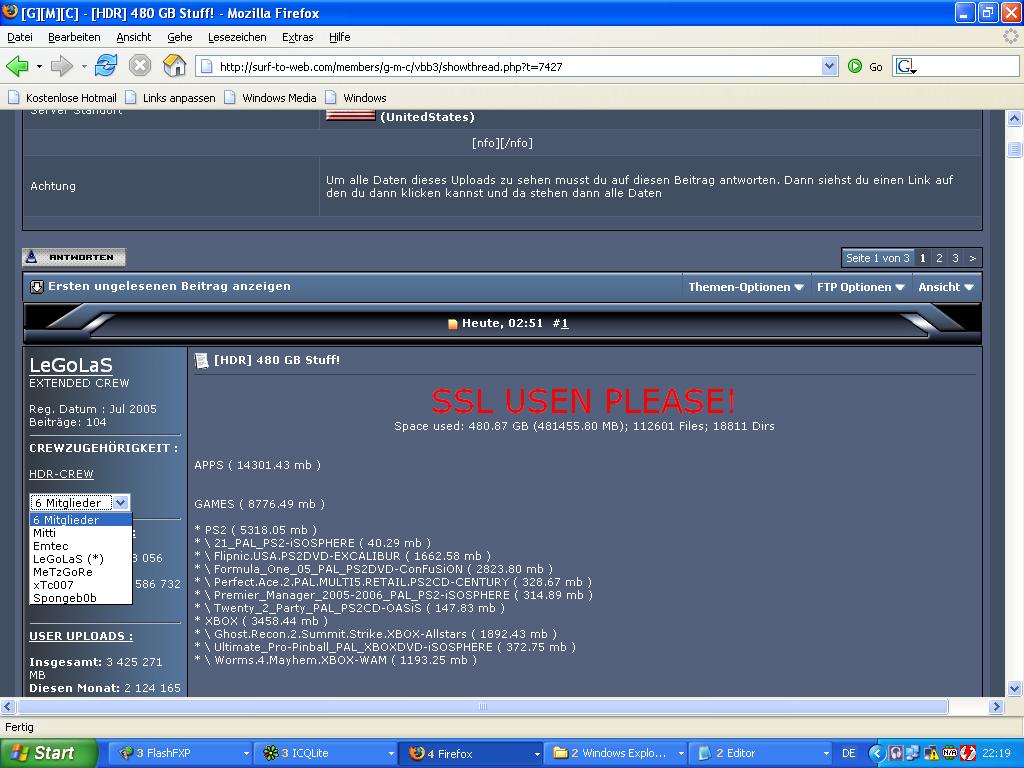 [G][M][C] - [HDR] 480 GB Stuff! - Mozilla Firefox
Datei Bearbeiten Ansicht Gehe Lesezeichen Extras Hilfe
http://surf-to-web.com/members/g-m-c/vbb3/showthread.php?t=7427 Go G
Kostenlose Hotmail Links anpassen Windows Media Windows
Server Standort (UnitedStates)
[nfo][/nfo]
Achtung
Um alle Daten dieses Uploads zu sehen musst du auf diesen Beitrag antworten. Dann siehst du einen Link auf
den du dann klicken kannst und da stehen dann alle Daten
ANTWORTEN
Seite 1 von 3 1 2 3 >
Ersten ungelesenen Beitrag anzeigen Themen-Optionen FTP Optionen Ansicht
Heute, 02:51 #1
LeGoLaS
EXTENDED CREW
Reg. Datum : Jul 2005
Beiträge: 104
CREWZUGEHÖRIGKEIT :
HDR-CREW
6 Mitglieder
6 Mitglieder
Mitti
Emtec
LeGoLaS (*)
MeTzGoRe
xTc007
Spongeb0b
:
3 056
586 732
USER UPLOADS :
Insgesamt: 3 425 271
MB
Diesen Monat: 2 124 165
[HDR] 480 GB Stuff!
SSL USEN PLEASE!
Space used: 480.87 GB (481455.80 MB); 112601 Files; 18811 Dirs
APPS ( 14301.43 mb )
GAMES ( 8776.49 mb )
* PS2 ( 5318.05 mb )
* \ 21_PAL_PS2-iSOSPHERE ( 40.29 mb )
* \ Flipnic.USA.PS2DVD-EXCALIBUR ( 1662.58 mb )
* \ Formula_One_05_PAL_PS2DVD-ConFuSiON ( 2823.80 mb )
* \ Perfect.Ace.2.PAL.MULTI5.RETAIL.PS2CD-CENTURY ( 328.67 mb )
* \ Premier_Manager_2005-2006_PAL_PS2-iSOSPHERE ( 314.89 mb )
* \ Twenty_2_Party_PAL_PS2CD-OASiS ( 147.83 mb )
* XBOX ( 3458.44 mb )
* \ Ghost.Recon.2.Summit.Strike.XBOX-Allstars ( 1892.43 mb )
* \ Ultimate_Pro-Pinball_PAL_XBOXDVD-iSOSPHERE ( 372.75 mb )
* \ Worms.4.Mayhem.XBOX-WAM ( 1193.25 mb )
Fertig
Start 3 FlashFXP 3 ICQLite 4 Firefox 2 Windows Explo... 2 Editor DE N/A 22:19